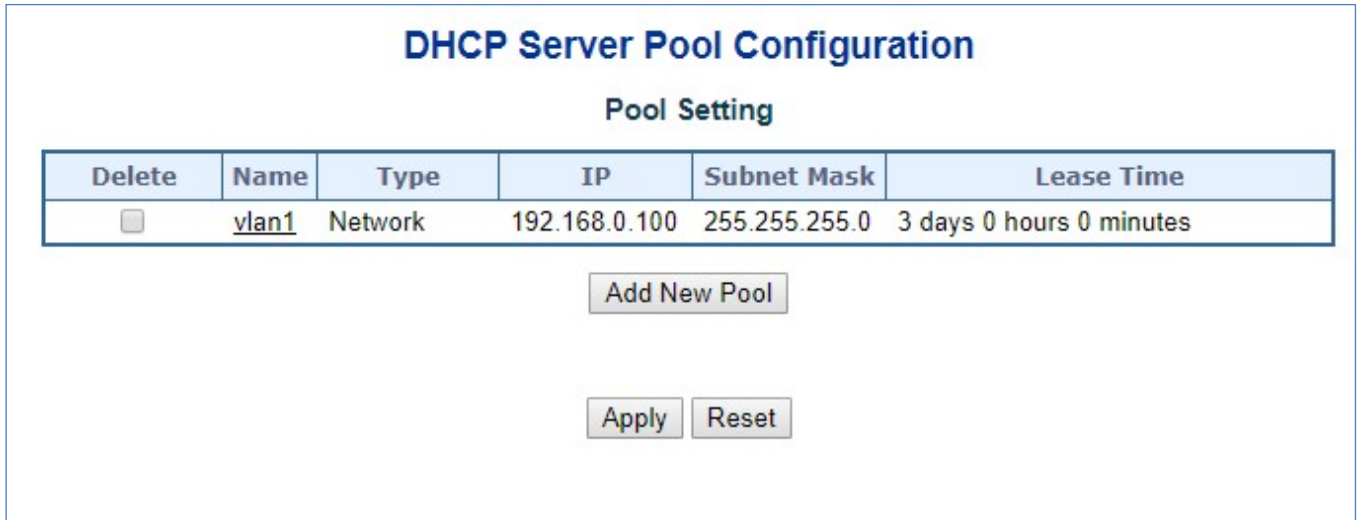 DHCP Server Pool Configuration
Pool Setting
Delete Name Type IP Subnet Mask Lease Time
vlan1 Network 192.168.0.100 255.255.255.0 3 days 0 hours 0 minutes
Add New Pool
Apply Reset